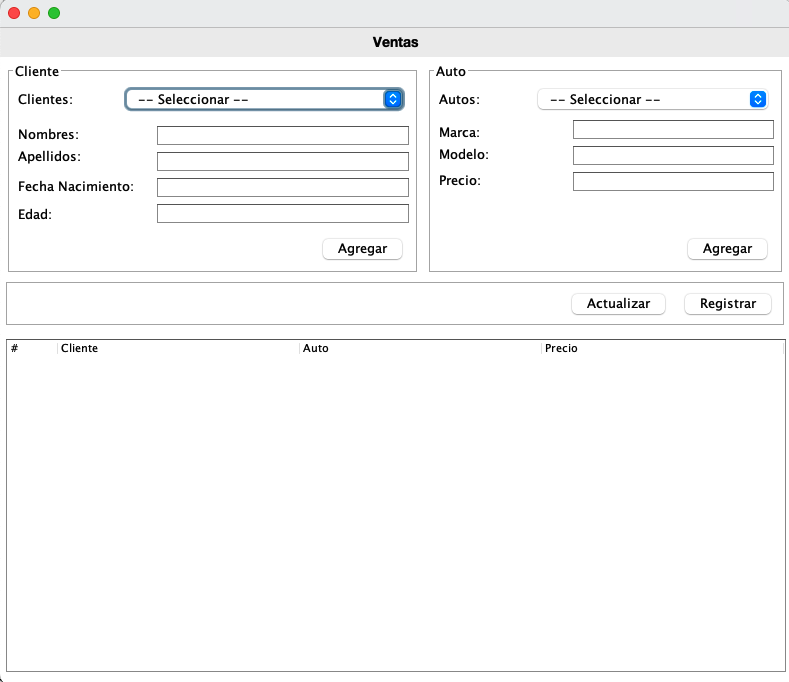 Ventas
Cliente
Clientes: -- Seleccionar --
Nombres:
Apellidos:
Fecha Nacimiento:
Edad:
Agregar
Auto
Autos: -- Seleccionar --
Marca:
Modelo:
Precio:
Agregar
Actualizar Registrar
# Cliente Auto Precio